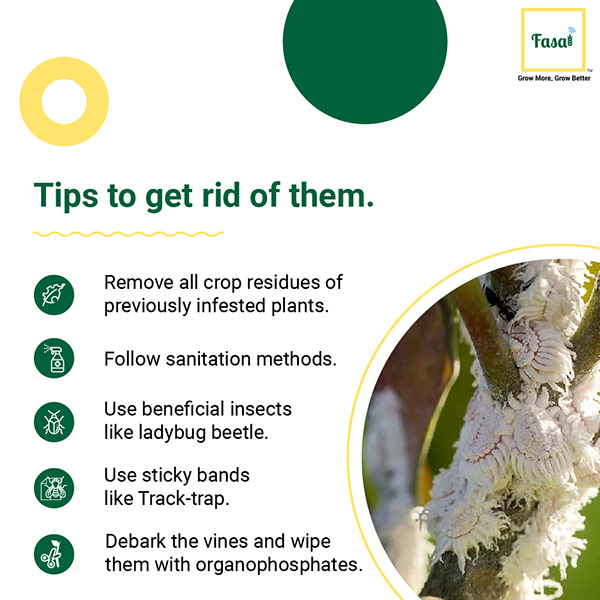 Fasal
TM
Grow More, Grow Better
Tips to get rid of them.
Remove all crop residues of
previously infested plants.
Follow sanitation methods.
Use beneficial insects
like ladybug beetle.
Use sticky bands
like Track-trap.
Debark the vines and wipe
them with organophosphates.